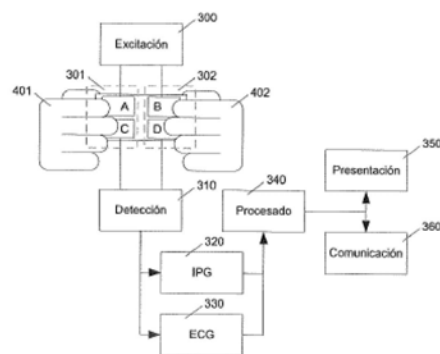 300
Excitación
301
302
401
A
B
402
C
D
350
310
340
Presentación
Detección
Procesado
320
360
IPG
Comunicación
330
ECG